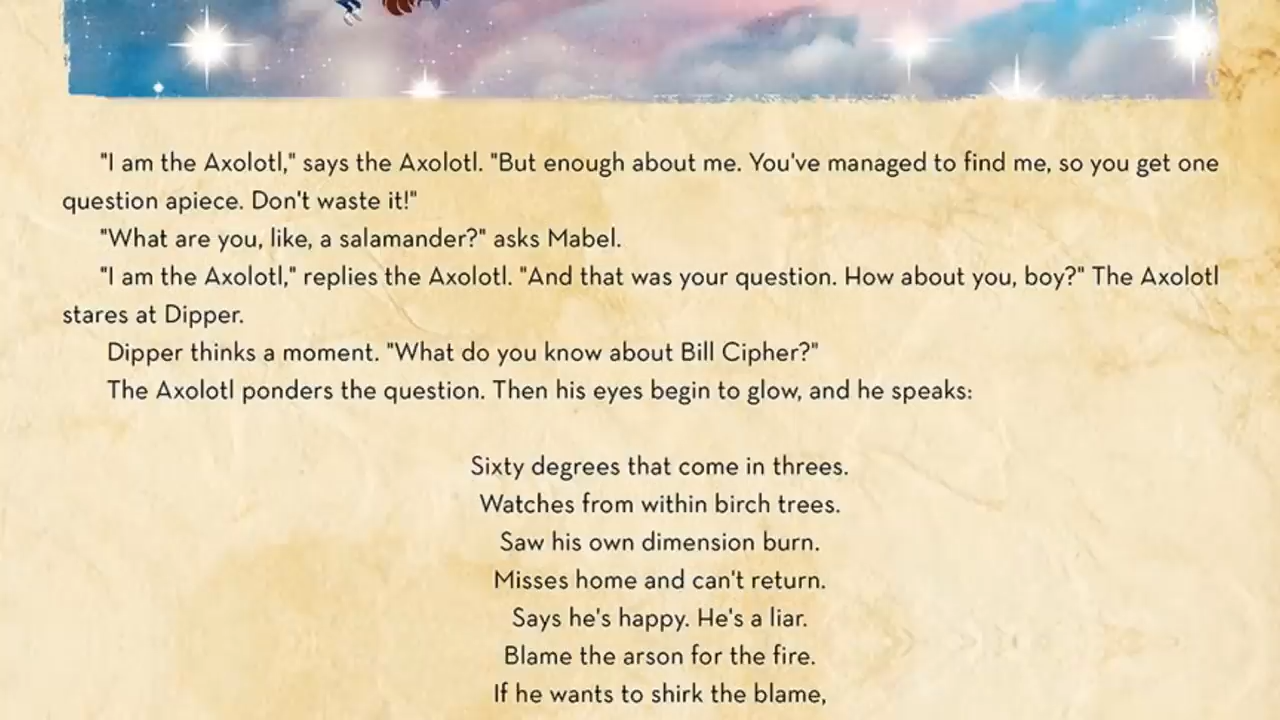 "I am the Axolotl," says the Axolotl. "But enough about me. You've managed to find me, so you get one
question apiece. Don't waste it!"
"What are you, like, a salamander?" asks Mabel.
"I am the Axolotl," replies the Axolotl. "And that was your question. How about you, boy?" The Axolotl
stares at Dipper.
Dipper thinks a moment. "What do you know about Bill Cipher?"
The Axolotl ponders the question. Then his eyes begin to glow, and he speaks:
Sixty degrees that come in threes.
Watches from within birch trees.
Saw his own dimension burn.
Misses home and can't return.
Says he's happy. He's a liar.
Blame the arson for the fire.
If he wants to shirk the blame,